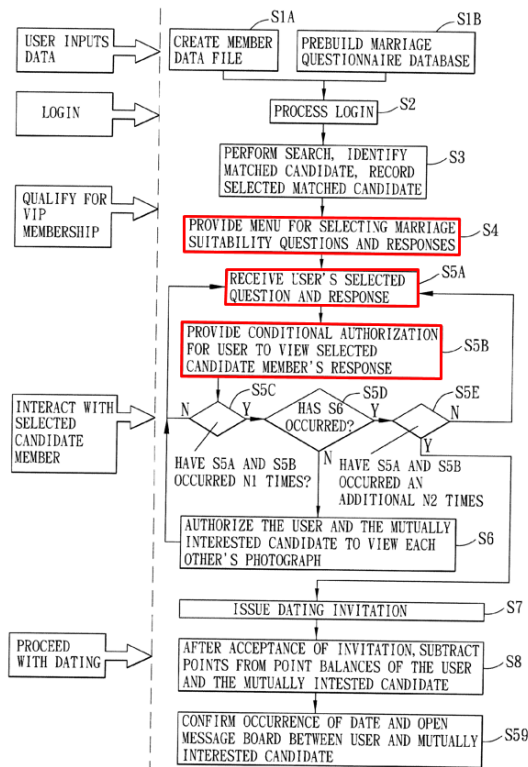 S1A
S1B
USER INPUTS
DATA
CREATE MEMBER
DATA FILE
PREBUILD MARRIAGE
QUESTIONNAIRE DATABASE
LOGIN
S2
PROCESS LOGIN
S3
PERFORM SEARCH, IDENTIFY
MATCHED CANDIDATE, RECORD
SELECTED MATCHED CANDIDATE
QUALIFY FOR
VIP
MEMBERSHIP
PROVIDE MENU FOR SELECTING MARRIAGE
SUITABILITY QUESTIONS AND RESPONSES
S4
RECEIVE USER'S SELECTED
QUESTION AND RESPONSE
S5A
PROVIDE CONDITIONAL AUTHORIZATION
FOR USER TO VIEW SELECTED
CANDIDATE MEMBER'S RESPONSE
S5B
S5C
S5D
S5E
INTERACT WITH
SELECTED
CANDIDATE
MEMBER
N
Y
HAS S6
OCCURRED?
Y
N
Y
N
HAVE S5A AND S5B
OCCURRED N1 TIMES?
HAVE S5A AND S5B
OCCURRED AN
ADDITIONAL N2 TIMES
AUTHORIZE THE USER AND THE MUTUALLY
INTERESTED CANDIDATE TO VIEW EACH
OTHER'S PHOTOGRAPH
S6
ISSUE DATING INVITATION
S7
PROCEED
WITH DATING
AFTER ACCEPTANCE OF INVITATION, SUBTRACT
POINTS FROM POINT BALANCES OF THE USER
AND THE MUTUALLY INTESTED CANDIDATE
S8
CONFIRM OCCURRENCE OF DATE AND OPEN
MESSAGE BOARD BETWEEN USER AND MUTUALLY
INTERESTED CANDIDATE
S59